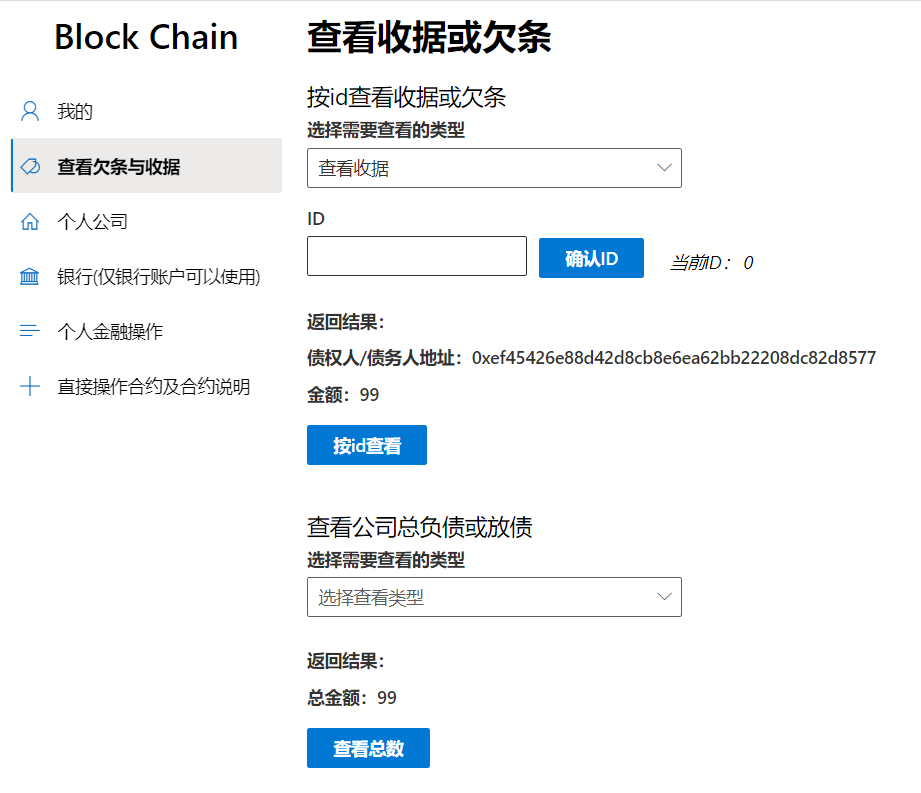 Block Chain
我的
查看欠条与收据
个人公司
银行(仅银行账户可以使用)
个人金融操作
直接操作合约及合约说明
查看收据或欠条
按id查看收据或欠条
选择需要查看的类型
查看收据
ID
确认ID
当前ID： 0
返回结果：
债权人/债务人地址：0xef45426e88d42d8cb8e6ea62bb22208dc82d8577
金额：99
按id查看
查看公司总负债或放债
选择需要查看的类型
选择查看类型
返回结果：
总金额：99
查看总数